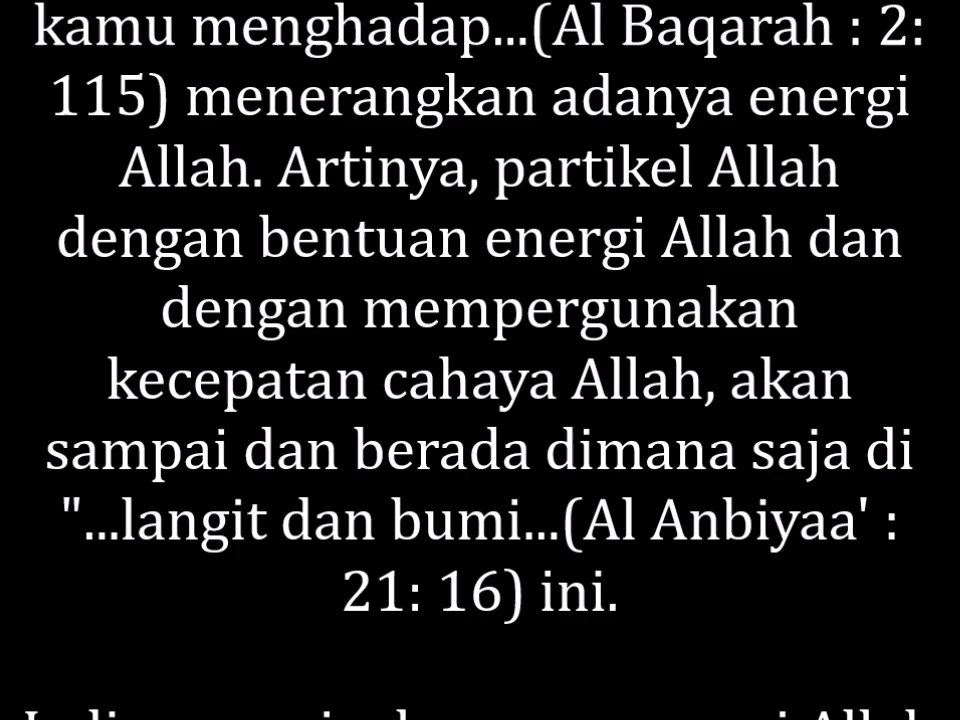 kamu menghadap...(Al Baqarah : 2:
115) menerangkan adanya energi
Allah. Artinya, partikel Allah
dengan bentuan energi Allah dan
dengan mempergunakan
kecepatan cahaya Allah, akan
sampai dan berada dimana saja di
"...langit dan bumi...(Al Anbiyaa' :
21: 16) ini.